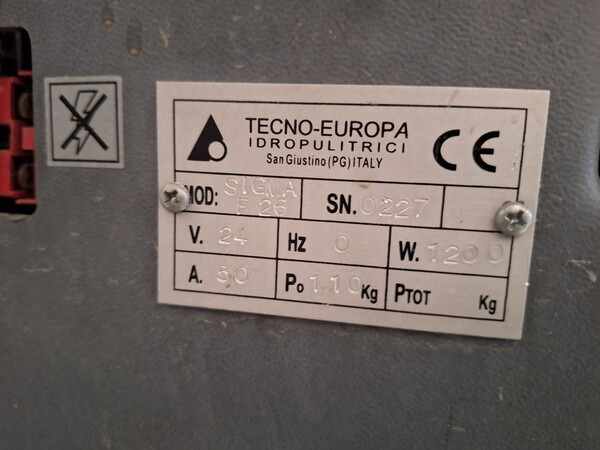 TECNO-EUROPA
IDROPULITRICI
San Giustino (PG) ITALY
CE
MOD: SIGMA F 26 SN. 0227
V. 24 Hz 0 W. 1200
A. 50 Po 110 Kg PTOT Kg